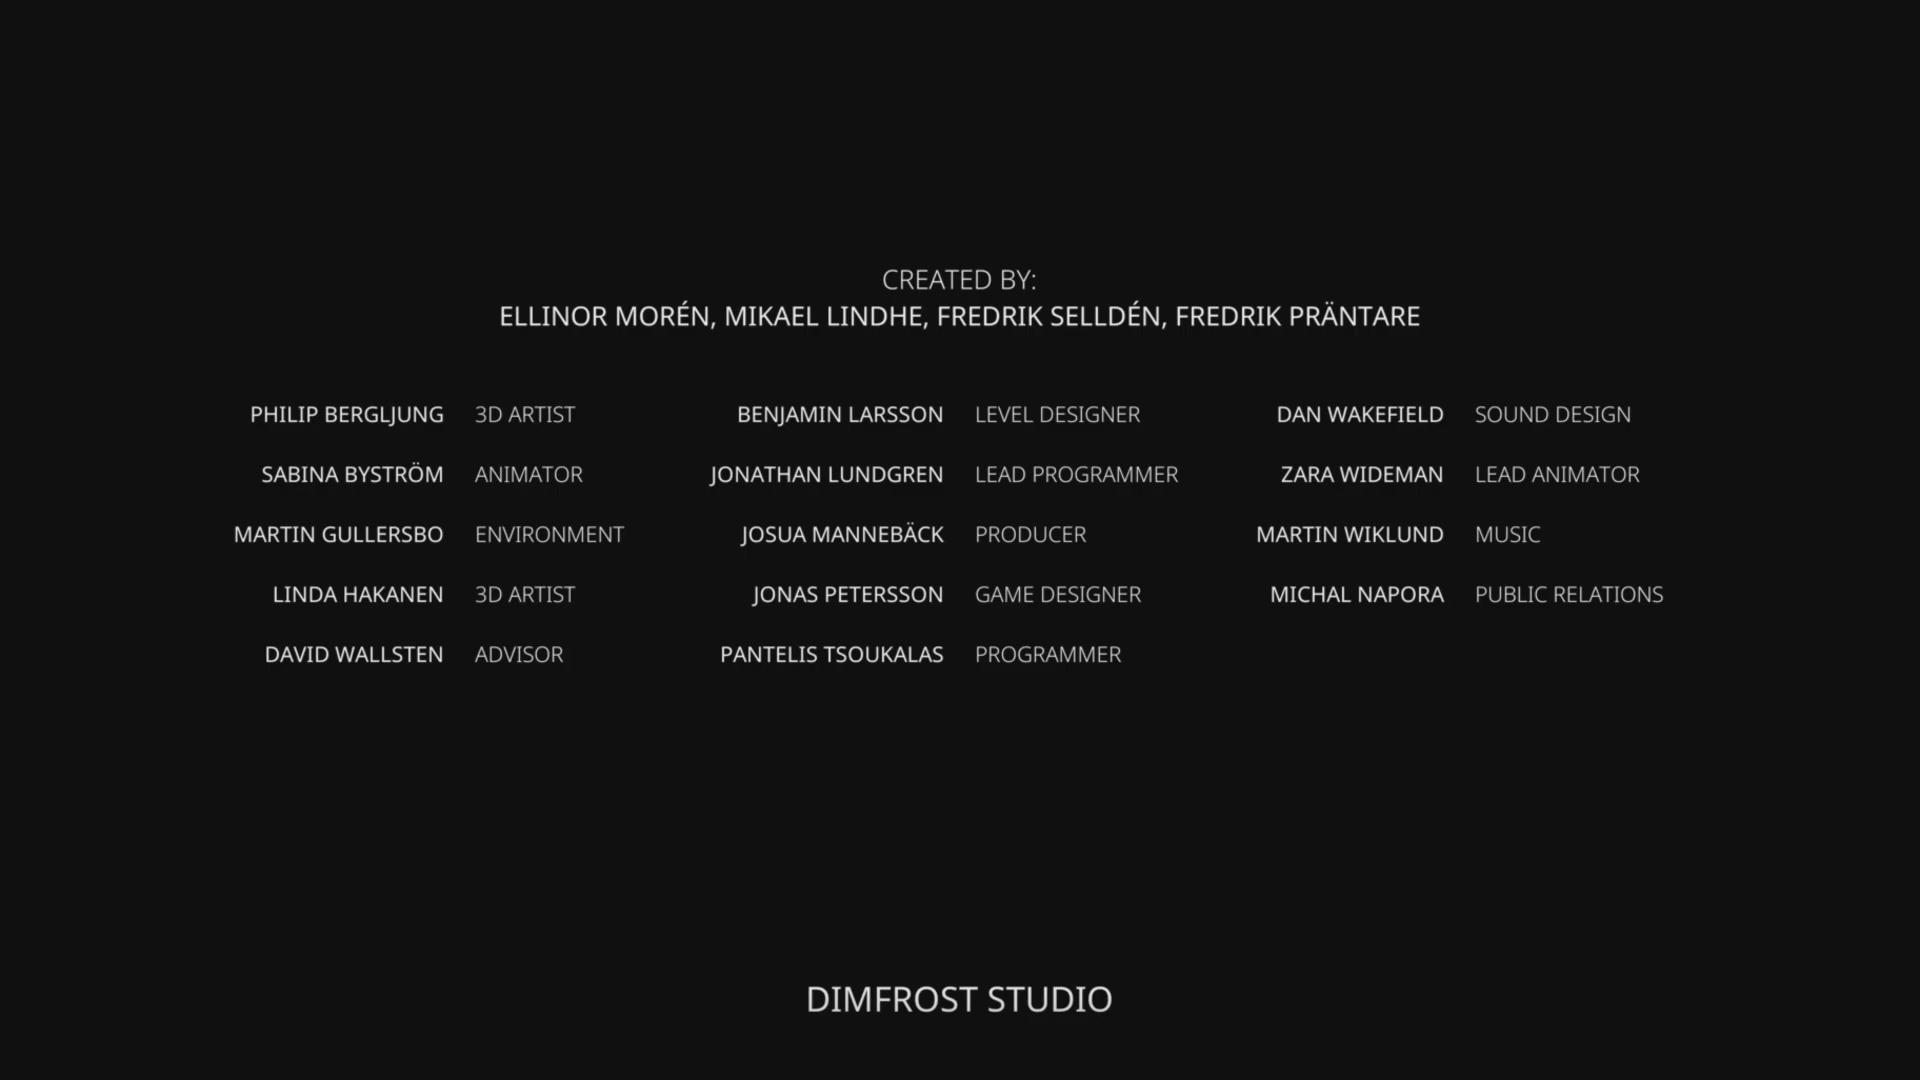 CREATED BY:
ELLINOR MORÉN, MIKAEL LINDHE, FREDRIK SELLDÉN, FREDRIK PRÄNTARE
PHILIP BERGLJUNG 3D ARTIST
SABINA BYSTRÖM ANIMATOR
MARTIN GULLERSBO ENVIRONMENT
LINDA HAKANEN 3D ARTIST
DAVID WALLSTEN ADVISOR
BENJAMIN LARSSON LEVEL DESIGNER
JONATHAN LUNDGREN LEAD PROGRAMMER
JOSUA MANNEBÄCK PRODUCER
JONAS PETERSSON GAME DESIGNER
PANTELIS TSOUKALAS PROGRAMMER
DAN WAKEFIELD SOUND DESIGN
ZARA WIDEMAN LEAD ANIMATOR
MARTIN WIKLUND MUSIC
MICHAL NAPORA PUBLIC RELATIONS
DIMFROST STUDIO